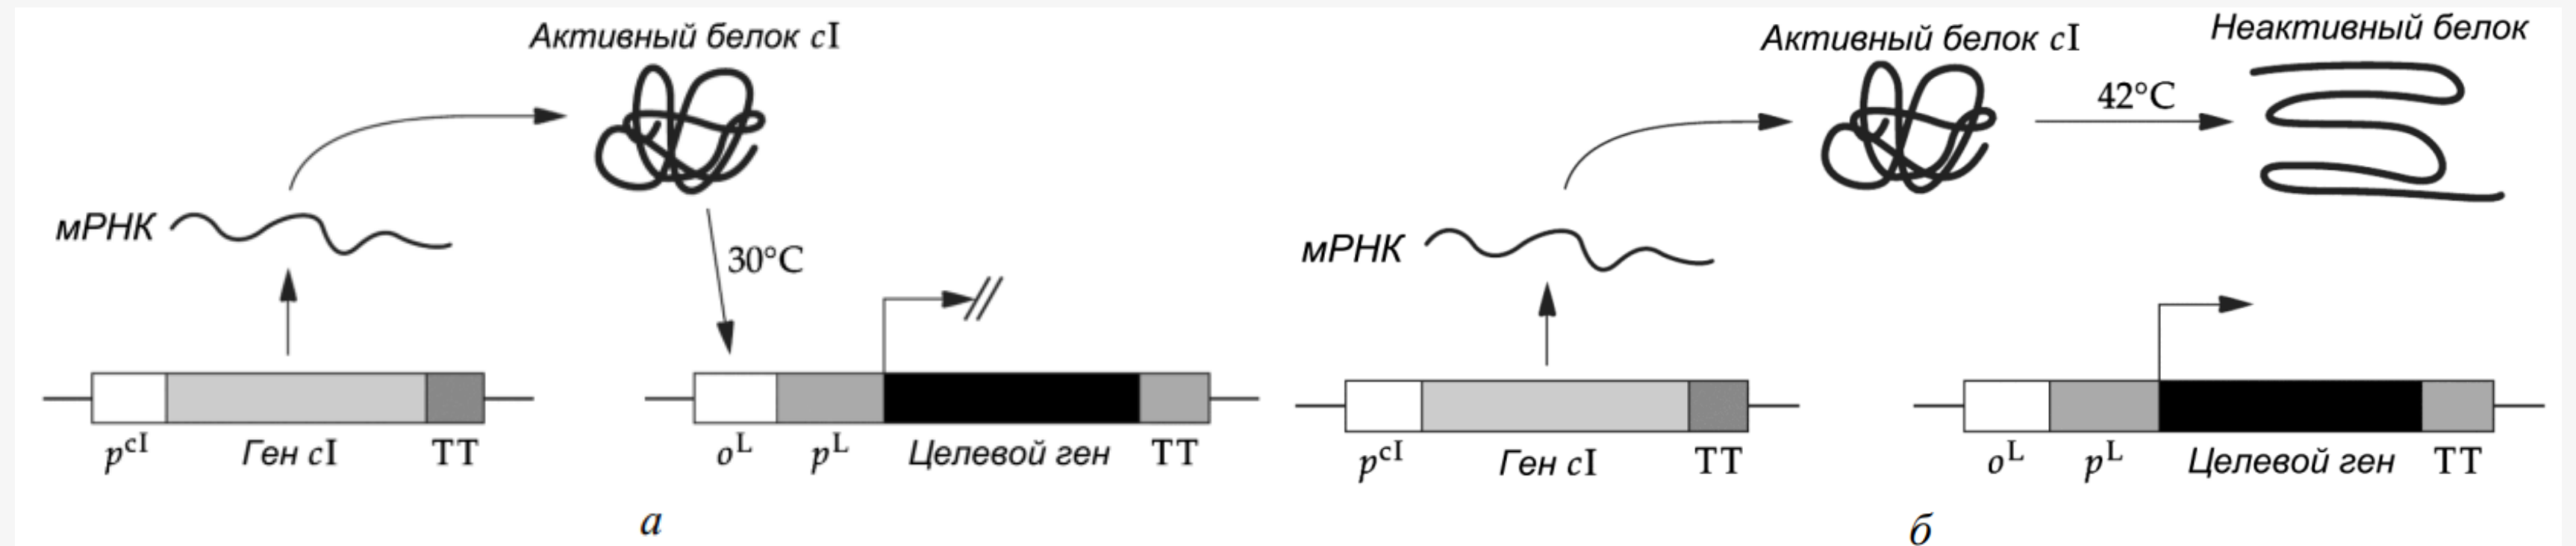 Активный белок cI
мРНК
30°C
p^cI Ген cI TT
o^L p^L Целевой ген TT
а
Активный белок cI
Неактивный белок
42°C
мРНК
p^cI Ген cI TT
o^L p^L Целевой ген TT
б